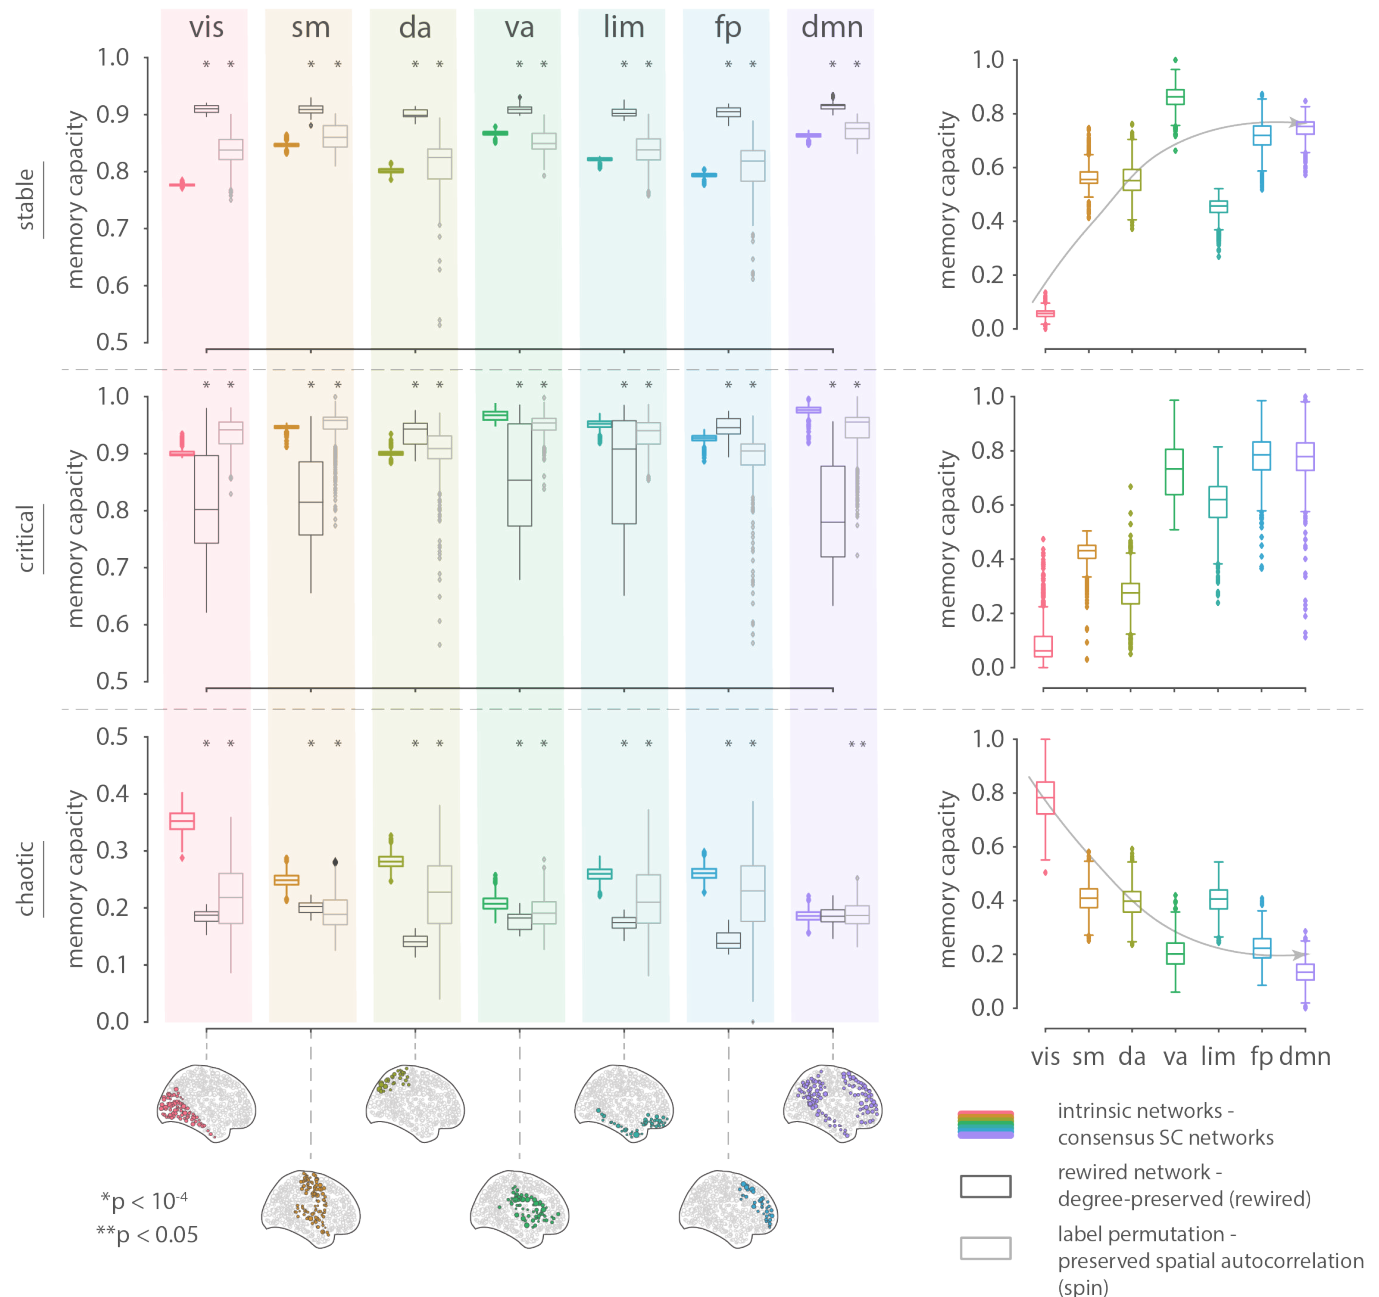 vis sm da va lim fp dmn
stable
memory capacity
1.0
0.9
0.8
0.7
0.6
0.5
* * * * * * * * * * * * * *
memory capacity
1.0
0.8
0.6
0.4
0.2
0.0
critical
memory capacity
1.0
0.9
0.8
0.7
0.6
0.5
* * * * * * * * * * * * * *
memory capacity
1.0
0.8
0.6
0.4
0.2
0.0
chaotic
memory capacity
0.5
0.4
0.3
0.2
0.1
0.0
* * * * * * * * * * * * **
memory capacity
1.0
0.8
0.6
0.4
0.2
0.0
vis sm da va lim fp dmn
*p < 10-4
**p < 0.05
intrinsic networks -
consensus SC networks
rewired network -
degree-preserved (rewired)
label permutation -
preserved spatial autocorrelation
(spin)